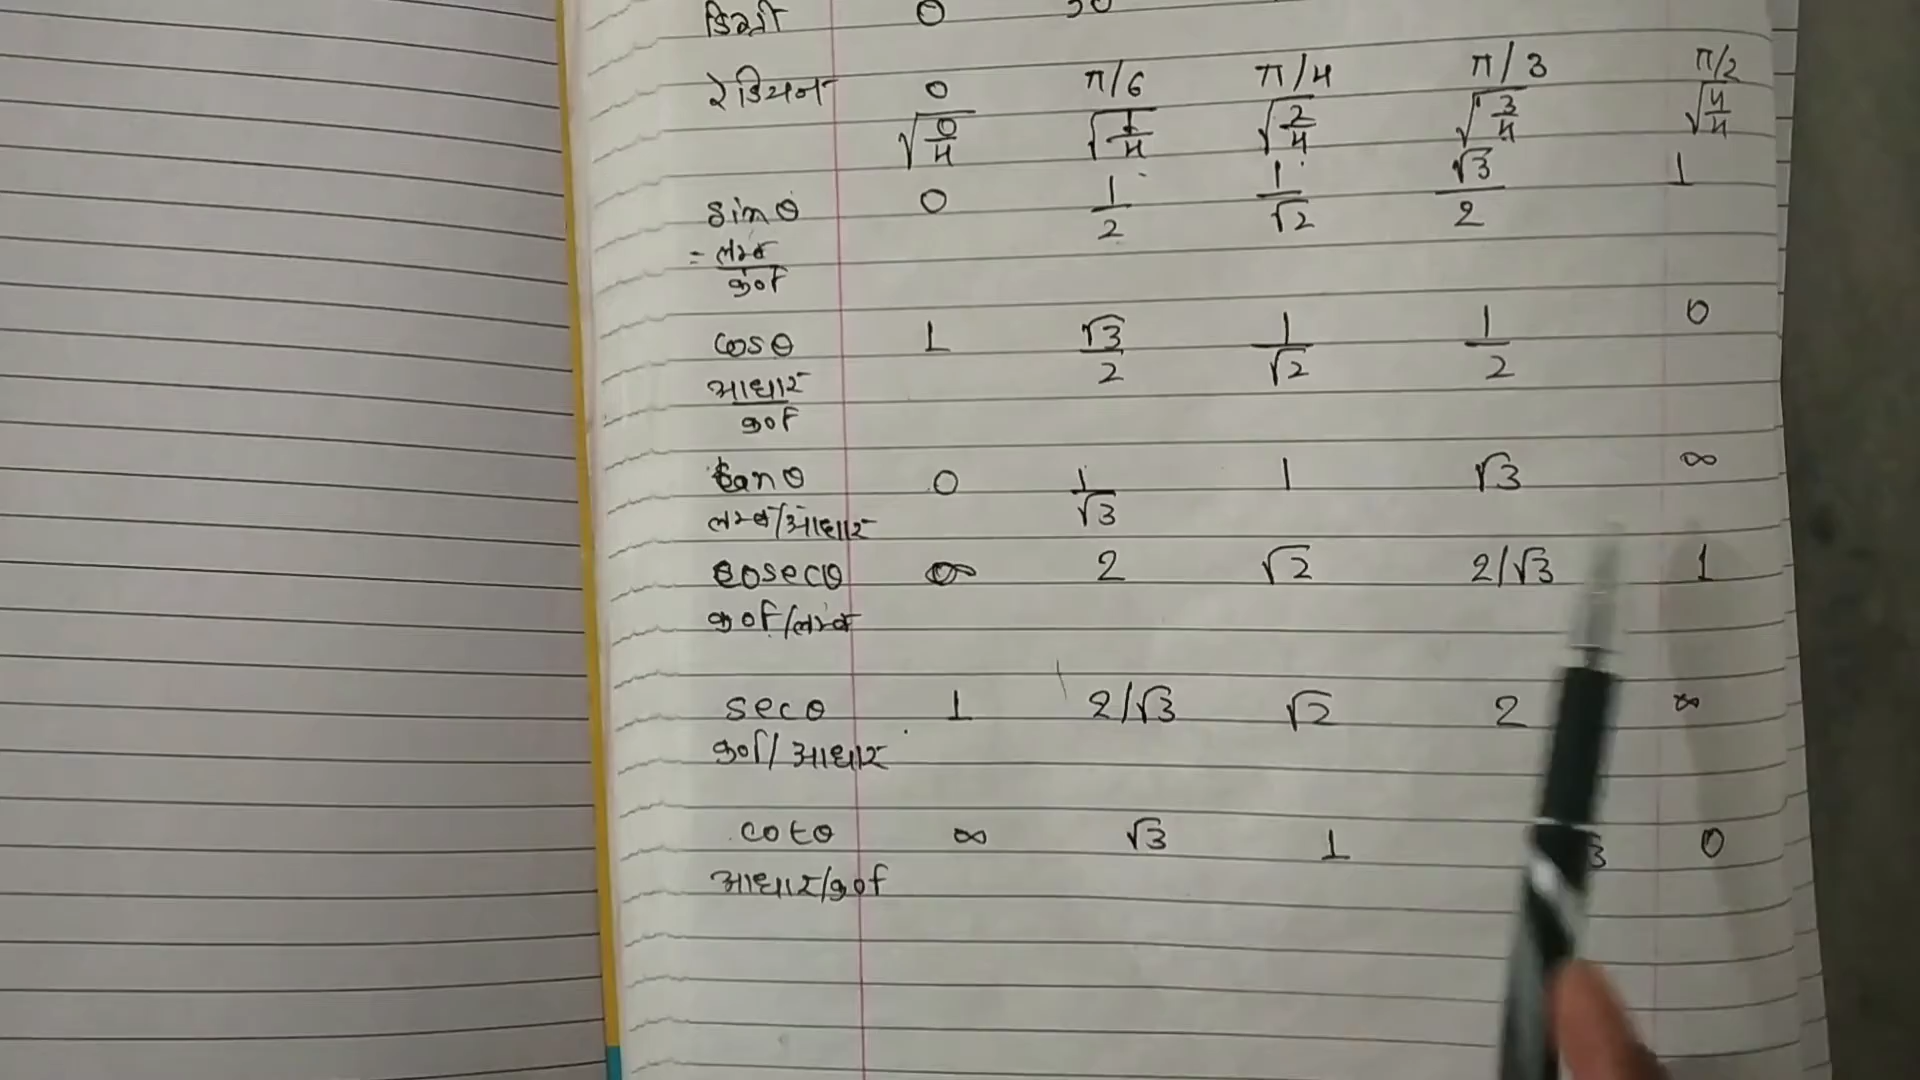 डिग्री 0 30
रेडियन 0 π/6 π/4 π/3 π/2
√0/4 √1/4 √2/4 √3/4 √4/4
sinθ 0 1/2 1/√2 √3/2 1
= लम्ब/कर्ण
cosθ 1 √3/2 1/√2 1/2 0
आधार/कर्ण
tanθ 0 1/√3 1 √3 ∞
लम्ब/आधार
cosecθ ∞ 2 √2 2/√3 1
कर्ण/लम्ब
secθ 1 2/√3 √2 2 ∞
कर्ण/आधार
cotθ ∞ √3 1 3 0
आधार/कर्ण